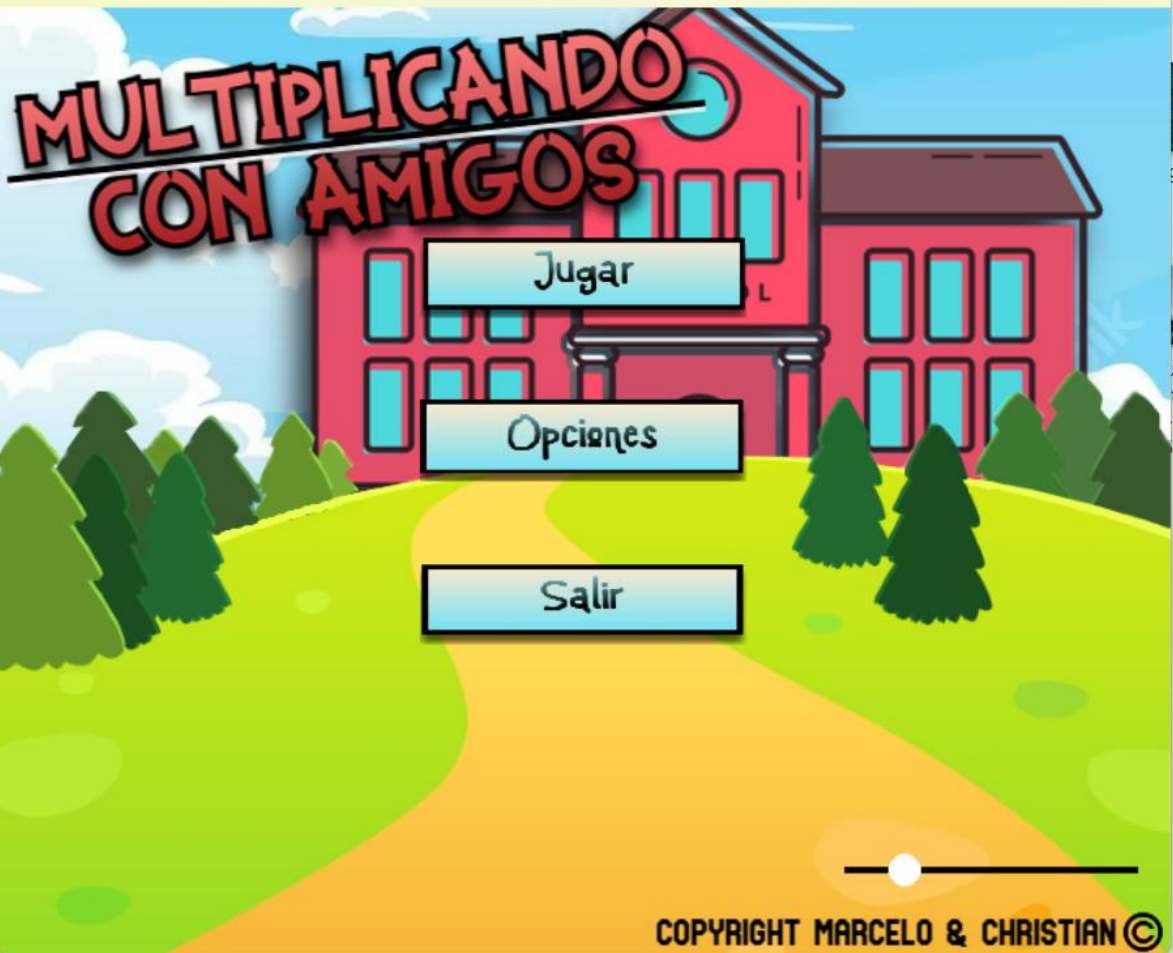 MULTIPLICANDO
CON AMIGOS
Jugar
L
Opciones
Salir
COPYRIGHT MARCELO & CHRISTIAN ©